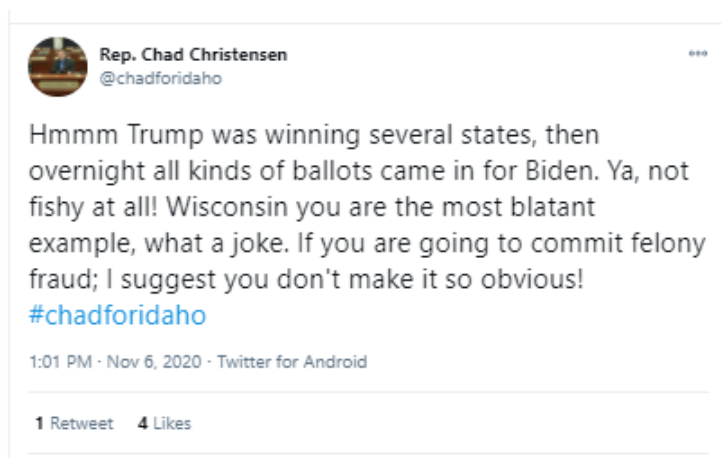 Rep. Chad Christensen
@chadforidaho
Hmmm Trump was winning several states, then
overnight all kinds of ballots came in for Biden. Ya, not
fishy at all! Wisconsin you are the most blatant
example, what a joke. If you are going to commit felony
fraud; I suggest you don't make it so obvious!
#chadforidaho
1:01 PM · Nov 6, 2020 · Twitter for Android
1 Retweet 4 Likes